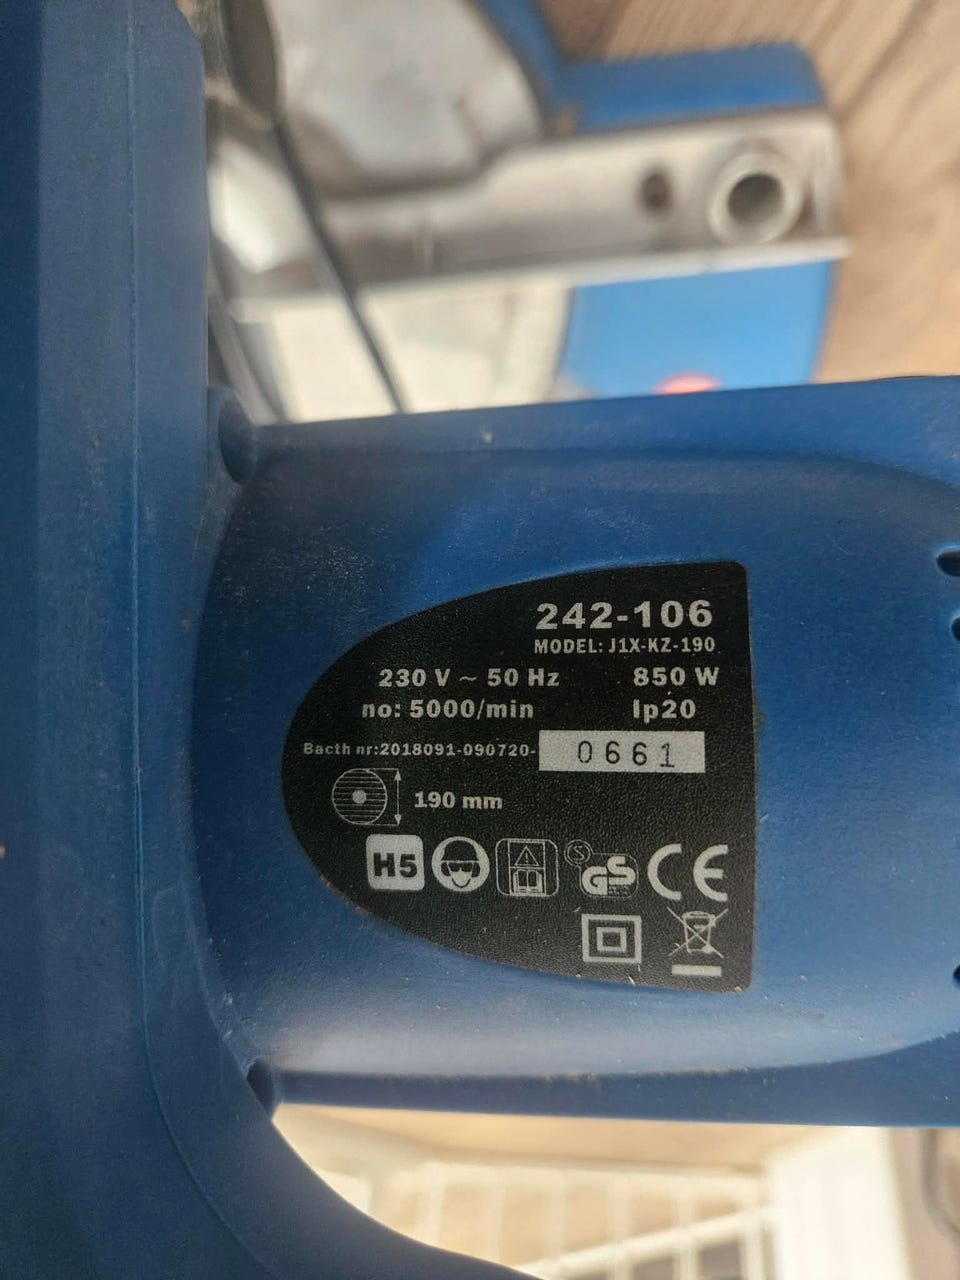 242-106
MODEL: J1X-KZ-190
230 V ~ 50 Hz 850 W
no: 5000/min Ip20
Bacth nr:2018091-090720- 0661
190 mm
H5 S GS CE